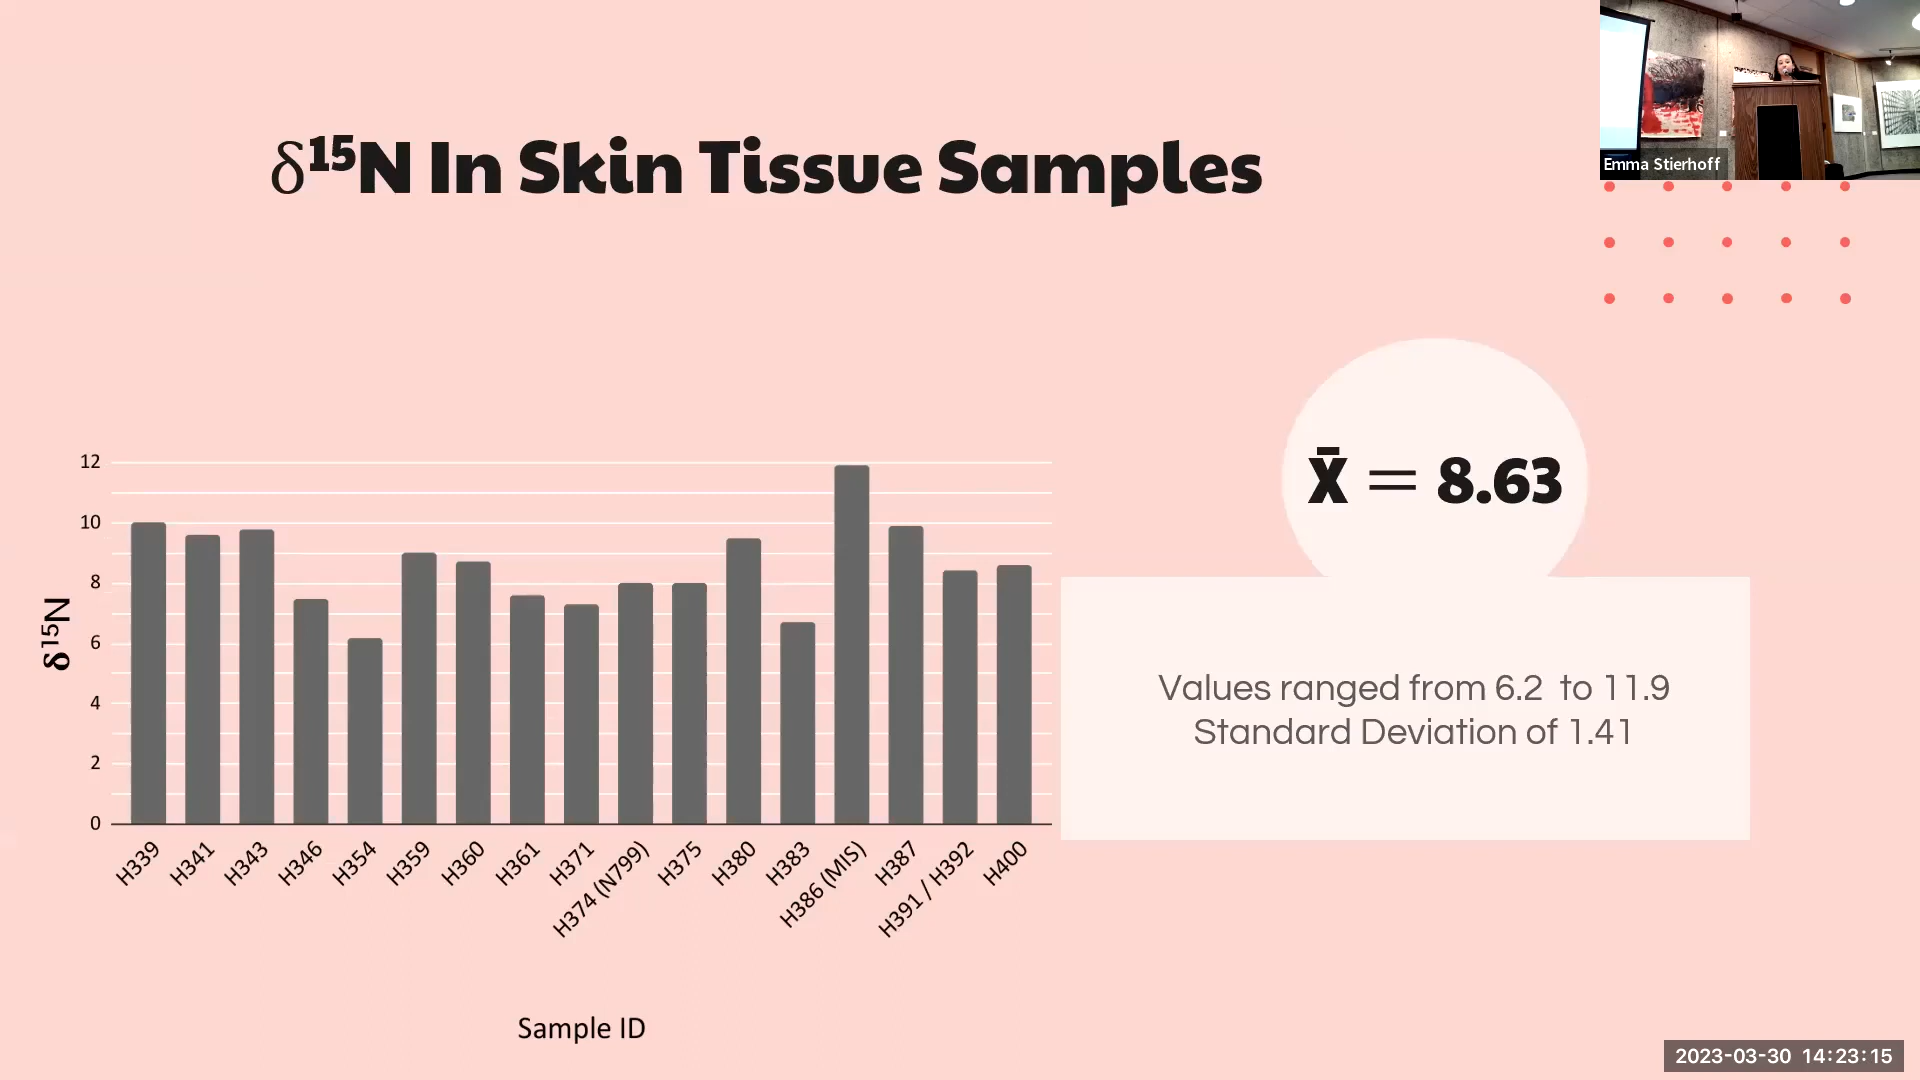 δ¹⁵N In Skin Tissue Samples
Emma Stierhoff
X̄ = 8.63
Values ranged from 6.2 to 11.9
Standard Deviation of 1.41
δ¹⁵N
12
10
8
6
4
2
0
H339
H341
H343
H346
H354
H359
H360
H361
H371
H374 (N799)
H375
H380
H383
H386 (MIS)
H387
H391 / H392
H400
Sample ID
2023-03-30 14:23:15